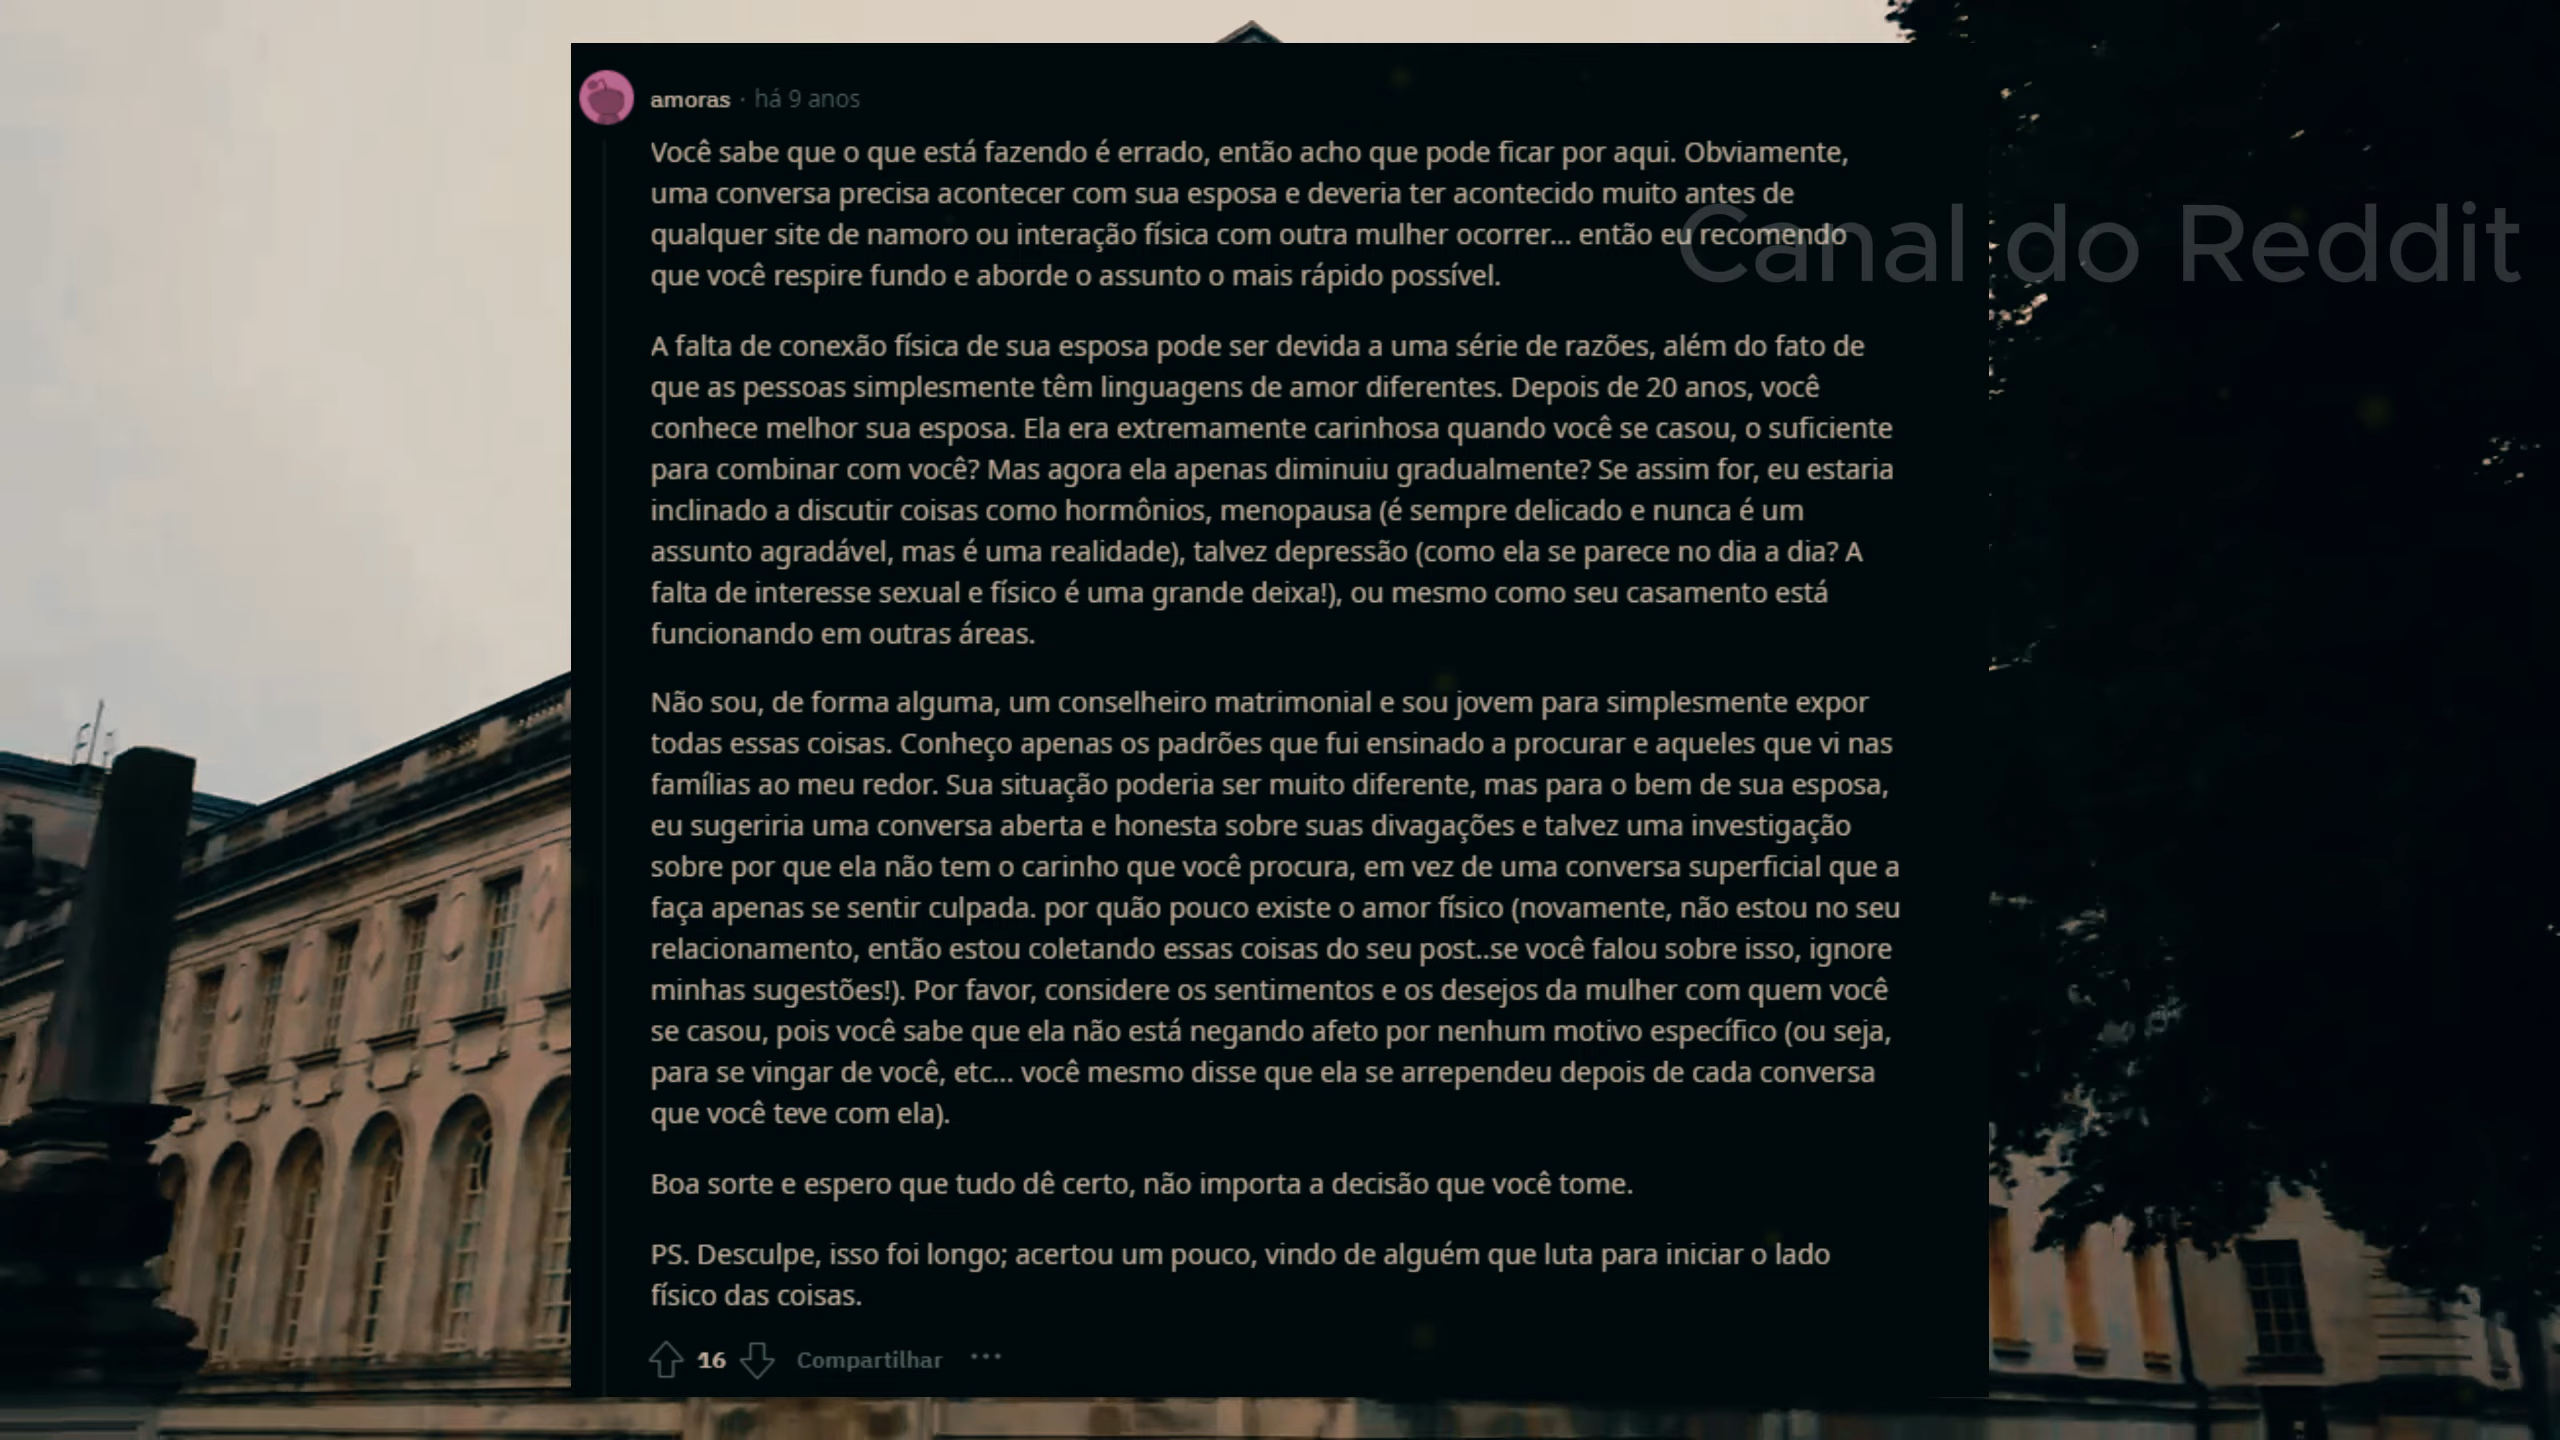 amoras · há 9 anos
Você sabe que o que está fazendo é errado, então acho que pode ficar por aqui. Obviamente,
uma conversa precisa acontecer com sua esposa e deveria ter acontecido muito antes de
qualquer site de namoro ou interação física com outra mulher ocorrer... então eu recomendo
que você respire fundo e aborde o assunto o mais rápido possível.
Canal do Reddit
A falta de conexão física de sua esposa pode ser devida a uma série de razões, além do fato de
que as pessoas simplesmente têm linguagens de amor diferentes. Depois de 20 anos, você
conhece melhor sua esposa. Ela era extremamente carinhosa quando você se casou, o suficiente
para combinar com você? Mas agora ela apenas diminuiu gradualmente? Se assim for, eu estaria
inclinado a discutir coisas como hormônios, menopausa (é sempre delicado e nunca é um
assunto agradável, mas é uma realidade), talvez depressão (como ela se parece no dia a dia? A
falta de interesse sexual e físico é uma grande deixa!), ou mesmo como seu casamento está
funcionando em outras áreas.
Não sou, de forma alguma, um conselheiro matrimonial e sou jovem para simplesmente expor
todas essas coisas. Conheço apenas os padrões que fui ensinado a procurar e aqueles que vi nas
famílias ao meu redor. Sua situação poderia ser muito diferente, mas para o bem de sua esposa,
eu sugeriria uma conversa aberta e honesta sobre suas divagações e talvez uma investigação
sobre por que ela não tem o carinho que você procura, em vez de uma conversa superficial que a
faça apenas se sentir culpada. por quão pouco existe o amor físico (novamente, não estou no seu
relacionamento, então estou coletando essas coisas do seu post..se você falou sobre isso, ignore
minhas sugestões!). Por favor, considere os sentimentos e os desejos da mulher com quem você
se casou, pois você sabe que ela não está negando afeto por nenhum motivo específico (ou seja,
para se vingar de você, etc... você mesmo disse que ela se arrependeu depois de cada conversa
que você teve com ela).
Boa sorte e espero que tudo dê certo, não importa a decisão que você tome.
PS. Desculpe, isso foi longo; acertou um pouco, vindo de alguém que luta para iniciar o lado
físico das coisas.
16 Compartilhar ...